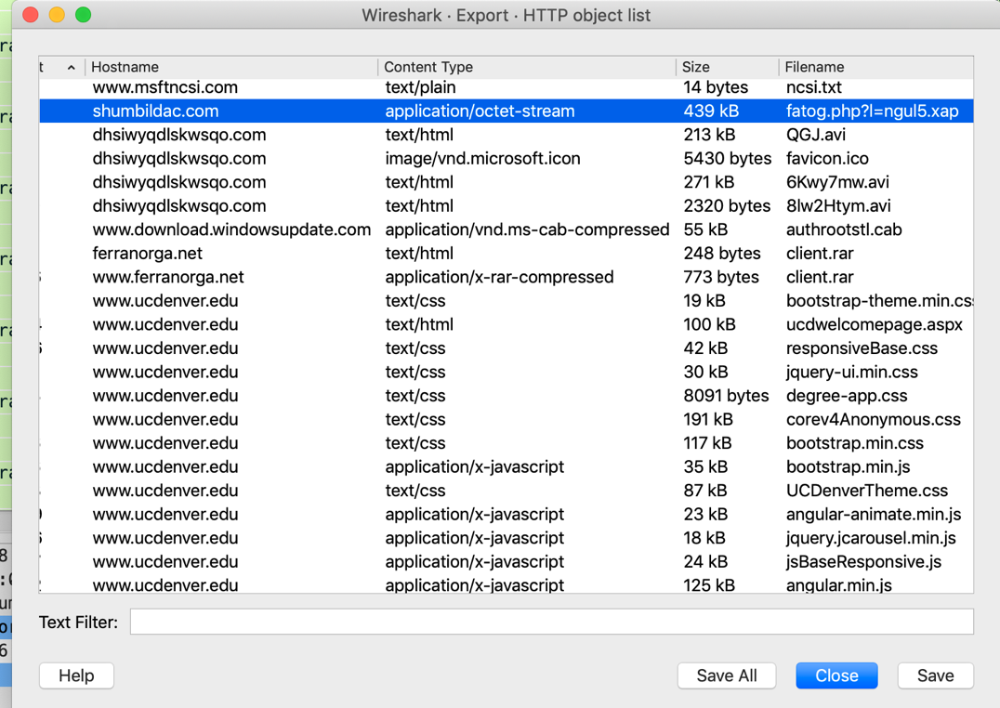 Wireshark · Export · HTTP object list
t Hostname Content Type Size Filename
www.msftncsi.com text/plain 14 bytes ncsi.txt
shumbildac.com application/octet-stream 439 kB fatog.php?l=ngul5.xap
dhsiwyqdlskwsqo.com text/html 213 kB QGJ.avi
dhsiwyqdlskwsqo.com image/vnd.microsoft.icon 5430 bytes favicon.ico
dhsiwyqdlskwsqo.com text/html 271 kB 6Kwy7mw.avi
dhsiwyqdlskwsqo.com text/html 2320 bytes 8lw2Htym.avi
www.download.windowsupdate.com application/vnd.ms-cab-compressed 55 kB authrootstl.cab
ferranorga.net text/html 248 bytes client.rar
www.ferranorga.net application/x-rar-compressed 773 bytes client.rar
www.ucdenver.edu text/css 19 kB bootstrap-theme.min.css
www.ucdenver.edu text/html 100 kB ucdwelcomepage.aspx
www.ucdenver.edu text/css 42 kB responsiveBase.css
www.ucdenver.edu text/css 30 kB jquery-ui.min.css
www.ucdenver.edu text/css 8091 bytes degree-app.css
www.ucdenver.edu text/css 191 kB corev4Anonymous.css
www.ucdenver.edu text/css 117 kB bootstrap.min.css
www.ucdenver.edu application/x-javascript 35 kB bootstrap.min.js
www.ucdenver.edu text/css 87 kB UCDenverTheme.css
www.ucdenver.edu application/x-javascript 23 kB angular-animate.min.js
www.ucdenver.edu application/x-javascript 18 kB jquery.jcarousel.min.js
www.ucdenver.edu application/x-javascript 24 kB jsBaseResponsive.js
www.ucdenver.edu application/x-javascript 125 kB angular.min.js
Text Filter:
Help Save All Close Save